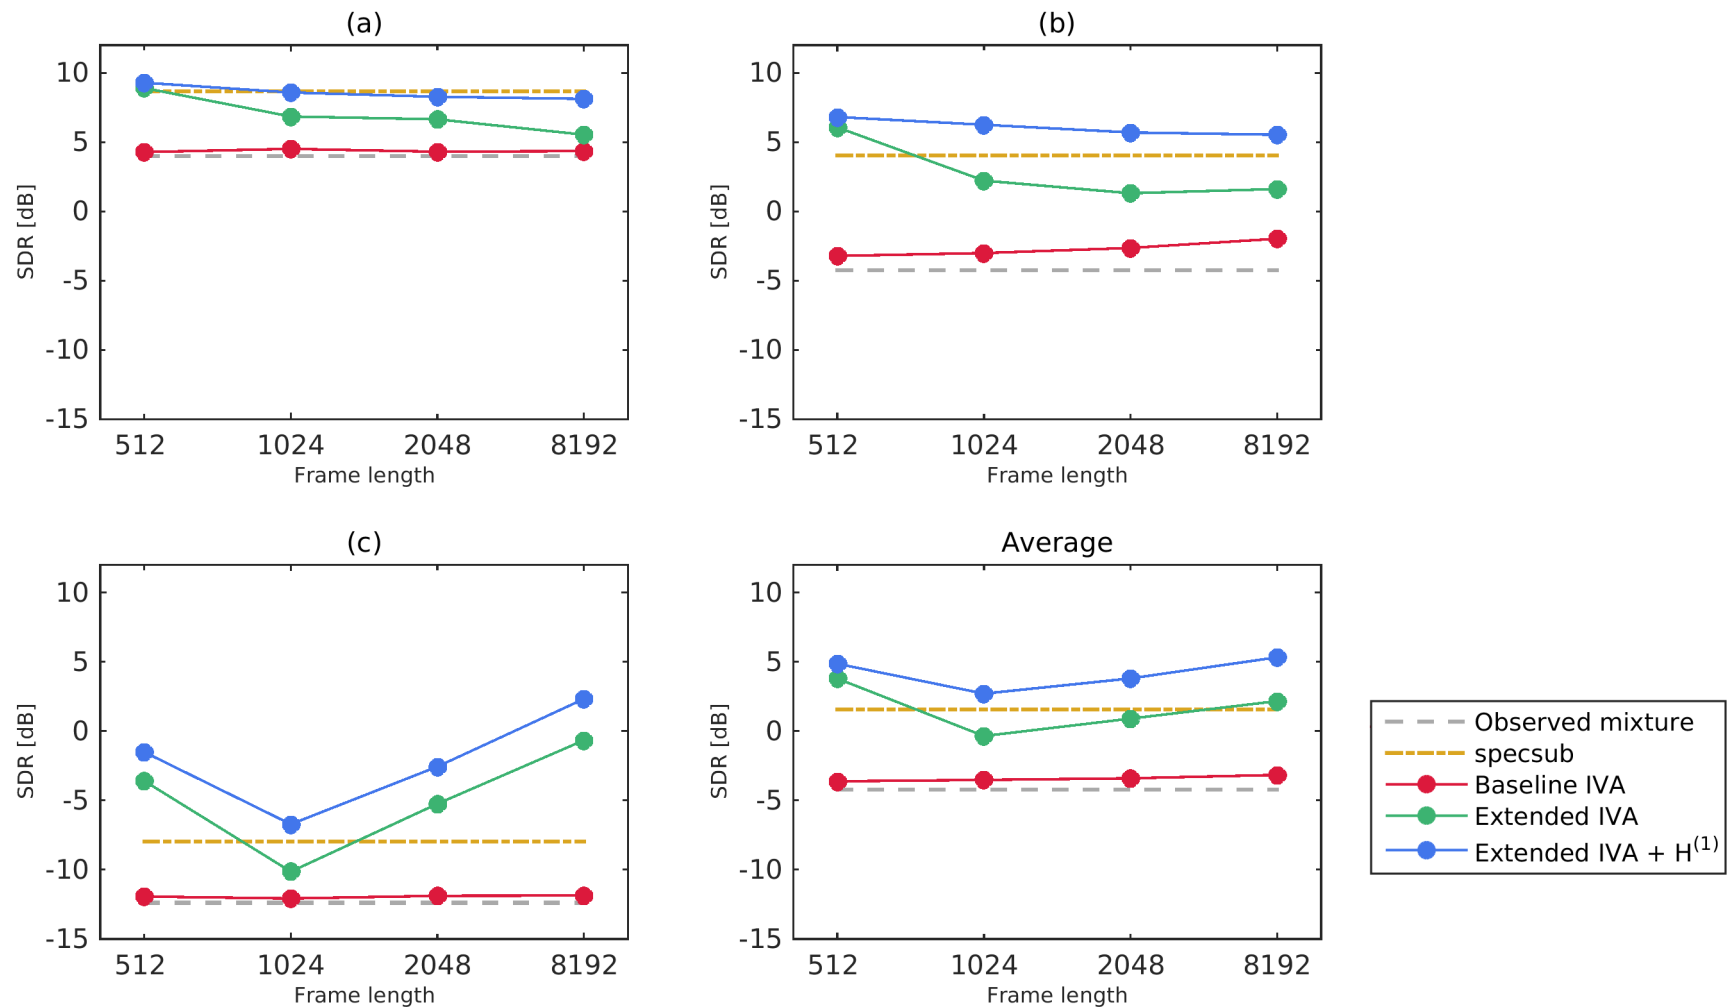 (a)
10
5
0
-5
-10
-15
SDR [dB]
512 1024 2048 8192
Frame length
(b)
10
5
0
-5
-10
-15
SDR [dB]
512 1024 2048 8192
Frame length
(c)
10
5
0
-5
-10
-15
SDR [dB]
512 1024 2048 8192
Frame length
Average
10
5
0
-5
-10
-15
SDR [dB]
512 1024 2048 8192
Frame length
Observed mixture
specsub
Baseline IVA
Extended IVA
Extended IVA + H⁽¹⁾